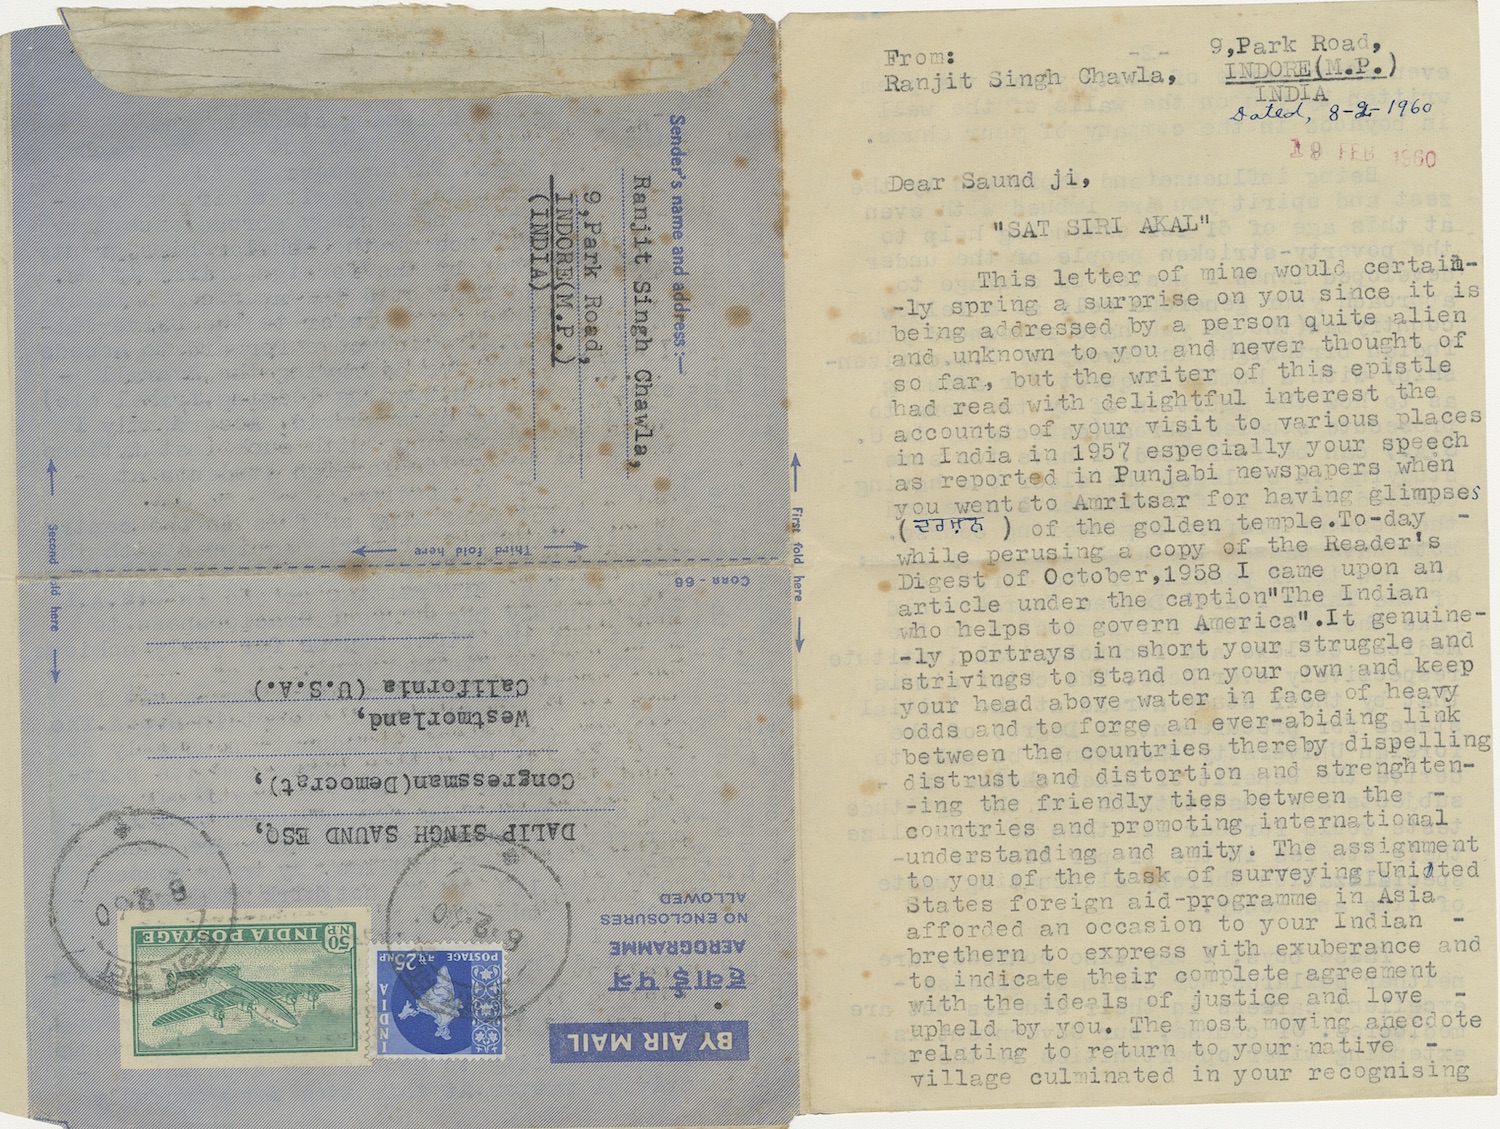 Sender's name and address :—
Ranjit Singh Chawla,
9,Park Road,
INDORE(M.P.)
(INDIA)
First fold here
Second fold here
Third fold here
CORR - 66
BY AIR MAIL
हवाई पत्र
AEROGRAMME
NO ENCLOSURES
ALLOWED
DALIP SINGH SAUND ESQ,
Congressman(Democrat),
Westmorland,
California (U.S.A.)
50 NP
INDIA POSTAGE
25 NP
POSTAGE
INDIA
8.2.60
8.2.60
From:
Ranjit Singh Chawla,
9,Park Road,
INDORE(M.P.)
INDIA
Dated, 8-2-1960
19 FEB 1960
Dear Saund ji,
"SAT SIRI AKAL"
This letter of mine would certain-
-ly spring a surprise on you since it is
being addressed by a person quite alien
and unknown to you and never thought of
so far, but the writer of this epistle
had read with delightful interest the
accounts of your visit to various places
in India in 1957 especially your speech
as reported in Punjabi newspapers when
you went to Amritsar for having glimpses
(ਦਰਸ਼ਨ ) of the golden temple.To-day -
while perusing a copy of the Reader's
Digest of October,1958 I came upon an
article under the caption"The Indian
who helps to govern America".It genuine-
-ly portrays in short your struggle and
strivings to stand on your own and keep
your head above water in face of heavy
odds and to forge an ever-abiding link
between the countries thereby dispelling
distrust and distortion and strenghten-
-ing the friendly ties between the -
countries and promoting international
-understanding and amity. The assignment
to you of the task of surveying United
States foreign aid-programme in Asia
afforded an occasion to your Indian -
brethern to express with exuberance and
to indicate their complete agreement
with the ideals of justice and love -
upheld by you. The most moving anecdote
relating to return to your native -
village culminated in your recognising